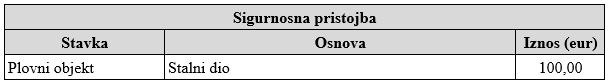 Sigurnosna pristojba
Stavka Osnova Iznos (eur)
Plovni objekt Stalni dio 100,00